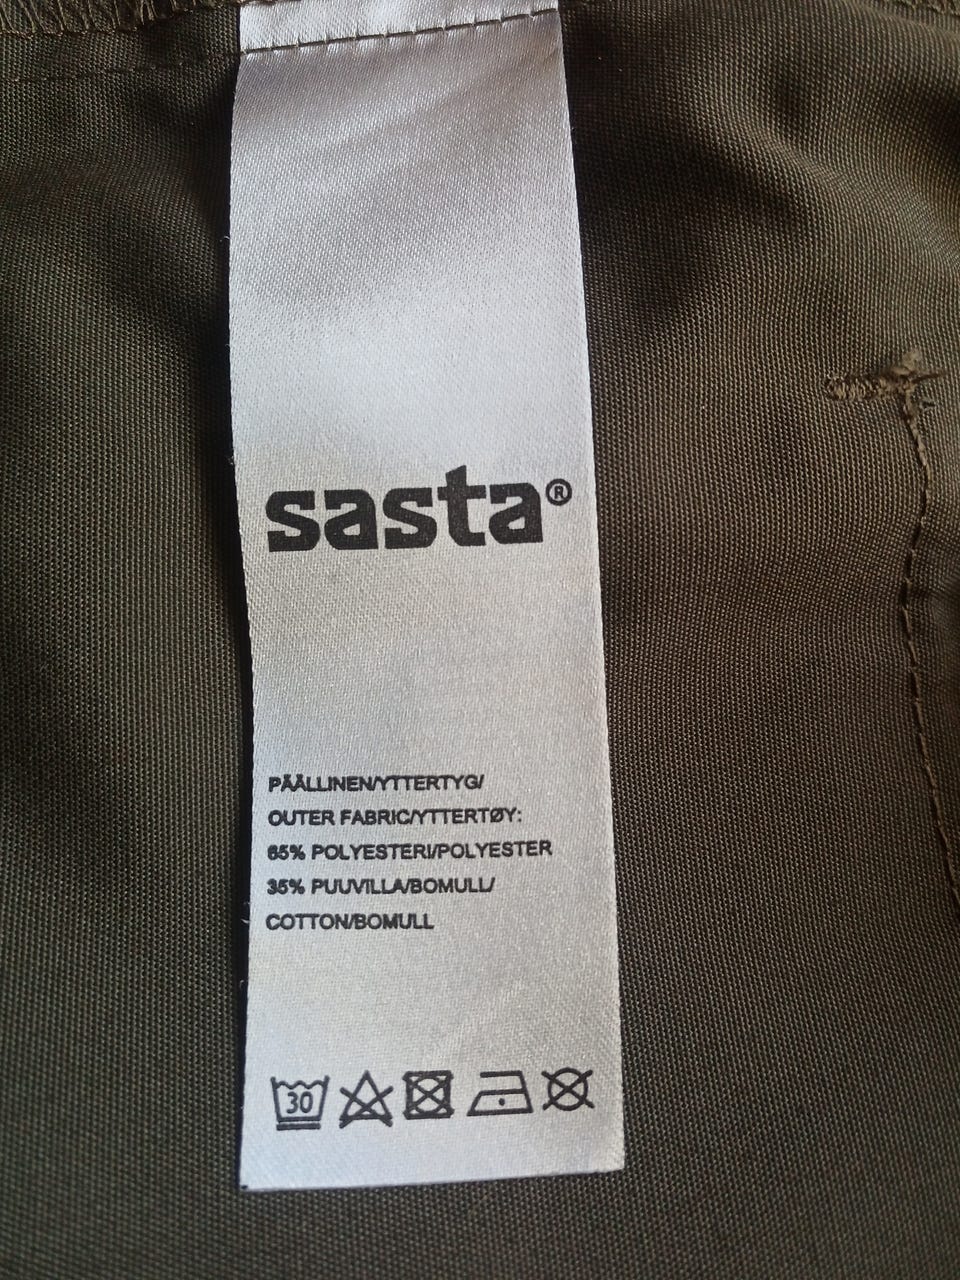 sasta®
PÄÄLLINEN/YTTERTYG/
OUTER FABRIC/YTTERTØY:
65% POLYESTERI/POLYESTER
35% PUUVILLA/BOMULL/
COTTON/BOMULL
30